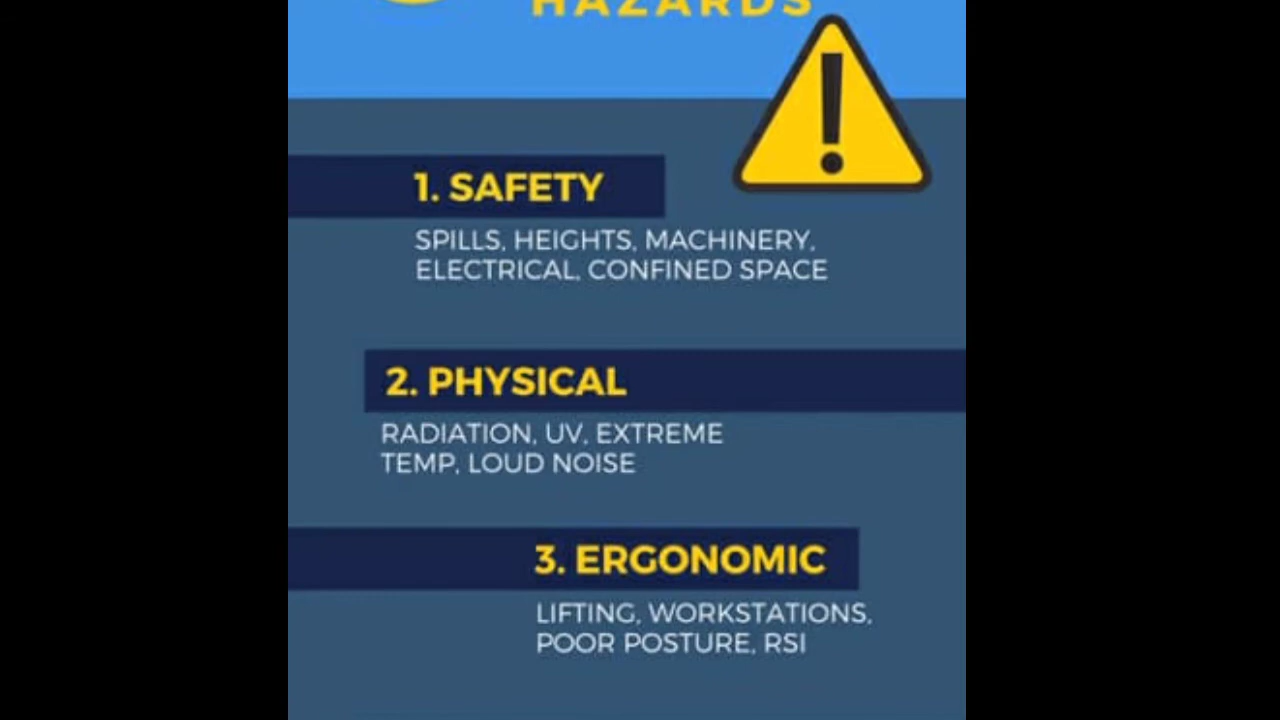 HAZARDS
1. SAFETY
SPILLS, HEIGHTS, MACHINERY,
ELECTRICAL, CONFINED SPACE
2. PHYSICAL
RADIATION, UV, EXTREME
TEMP, LOUD NOISE
3. ERGONOMIC
LIFTING, WORKSTATIONS,
POOR POSTURE, RSI